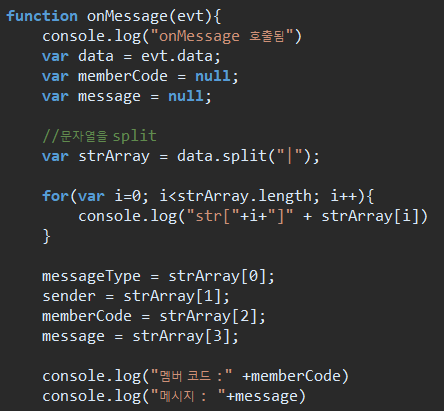 function onMessage(evt){
console.log("onMessage 호출됨")
var data = evt.data;
var memberCode = null;
var message = null;
//문자열을 split
var strArray = data.split("|");
for(var i=0; i<strArray.length; i++){
console.log("str["+i+"]" + strArray[i])
}
messageType = strArray[0];
sender = strArray[1];
memberCode = strArray[2];
message = strArray[3];
console.log("멤버 코드 :" +memberCode)
console.log("메시지 : "+message)